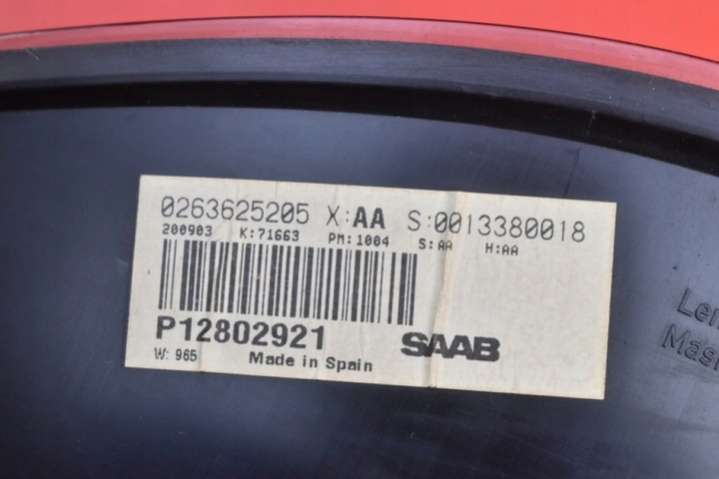 0263625205 X:AA S:0013380018
200903 K:71663 PM:1004 S:AA H:AA
P12802921 SAAB
W: 965 Made in Spain